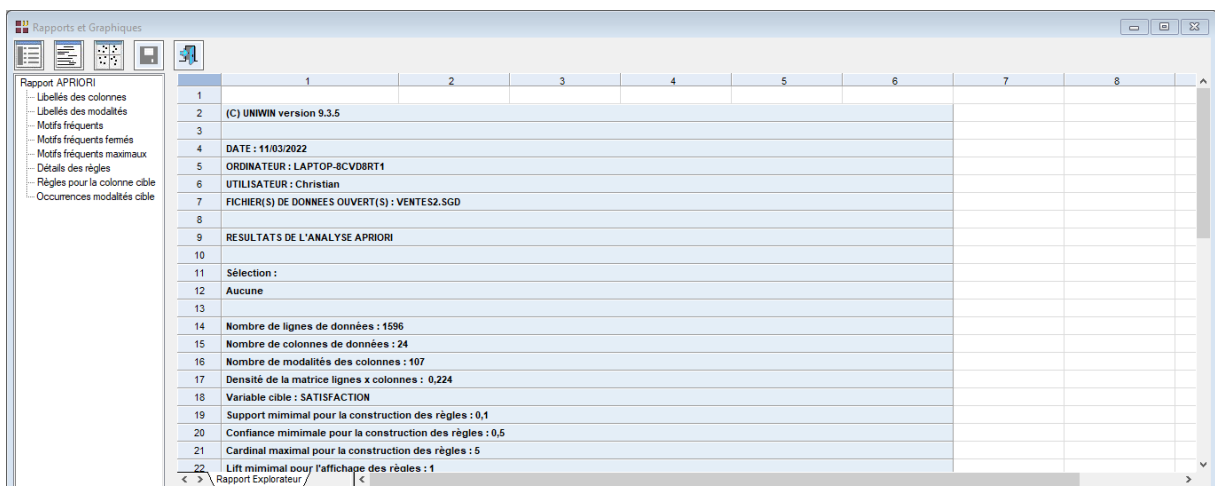 Rapports et Graphiques
Rapport APRIORI
Libellés des colonnes
Libellés des modalités
Motifs fréquents
Motifs fréquents fermés
Motifs fréquents maximaux
Détails des règles
Règles pour la colonne cible
Occurrences modalités cible
1 2 3 4 5 6 7 8
1
2 (C) UNIWIN version 9.3.5
3
4 DATE : 11/03/2022
5 ORDINATEUR : LAPTOP-8CVD8RT1
6 UTILISATEUR : Christian
7 FICHIER(S) DE DONNEES OUVERT(S) : VENTES2.SGD
8
9 RESULTATS DE L'ANALYSE APRIORI
10
11 Sélection :
12 Aucune
13
14 Nombre de lignes de données : 1596
15 Nombre de colonnes de données : 24
16 Nombre de modalités des colonnes : 107
17 Densité de la matrice lignes x colonnes : 0,224
18 Variable cible : SATISFACTION
19 Support mimimal pour la construction des règles : 0,1
20 Confiance mimimale pour la construction des règles : 0,5
21 Cardinal maximal pour la construction des règles : 5
22 Lift mimimal pour l'affichage des règles : 1
Rapport Explorateur